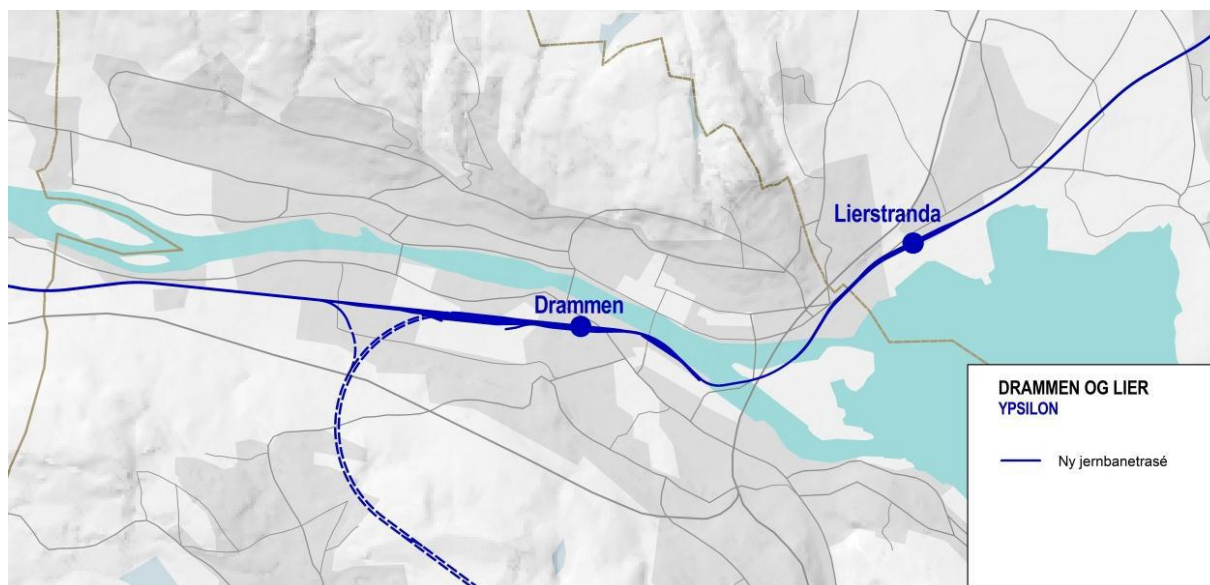 Lierstranda
Drammen
DRAMMEN OG LIER
YPSILON
Ny jernbanetrasé